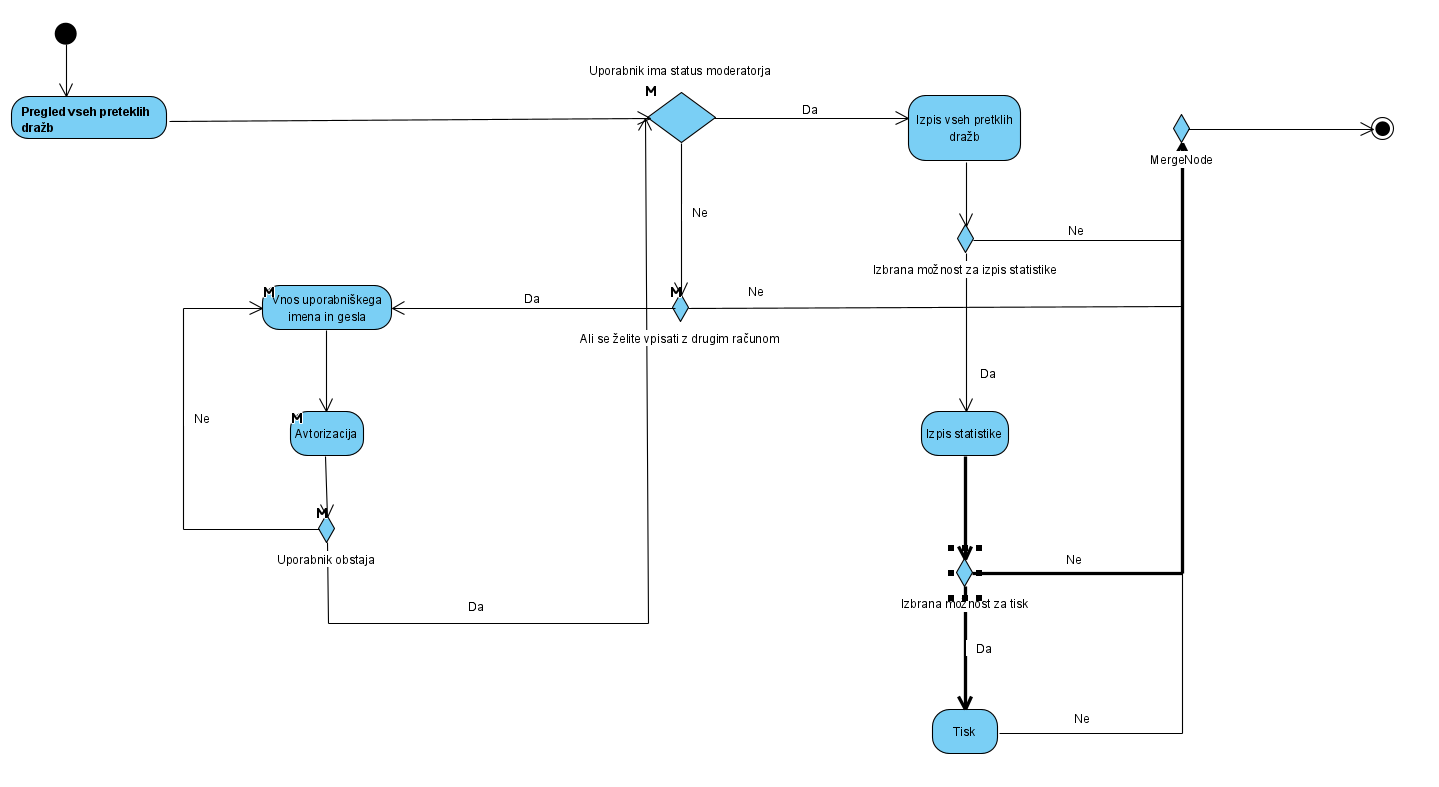 Uporabnik ima status moderatorja
M
Pregled vseh preteklih
dražb
Da
Izpis vseh pretklih
dražb
MergeNode
Ne
Ne
Izbrana možnost za izpis statistike
M
Vnos uporabniškega
imena in gesla
Da
M
Ne
Ali se želite vpisati z drugim računom
Da
Ne
M
Avtorizacija
Izpis statistike
M
Uporabnik obstaja
Ne
Da
Izbrana možnost za tisk
Da
Ne
Tisk